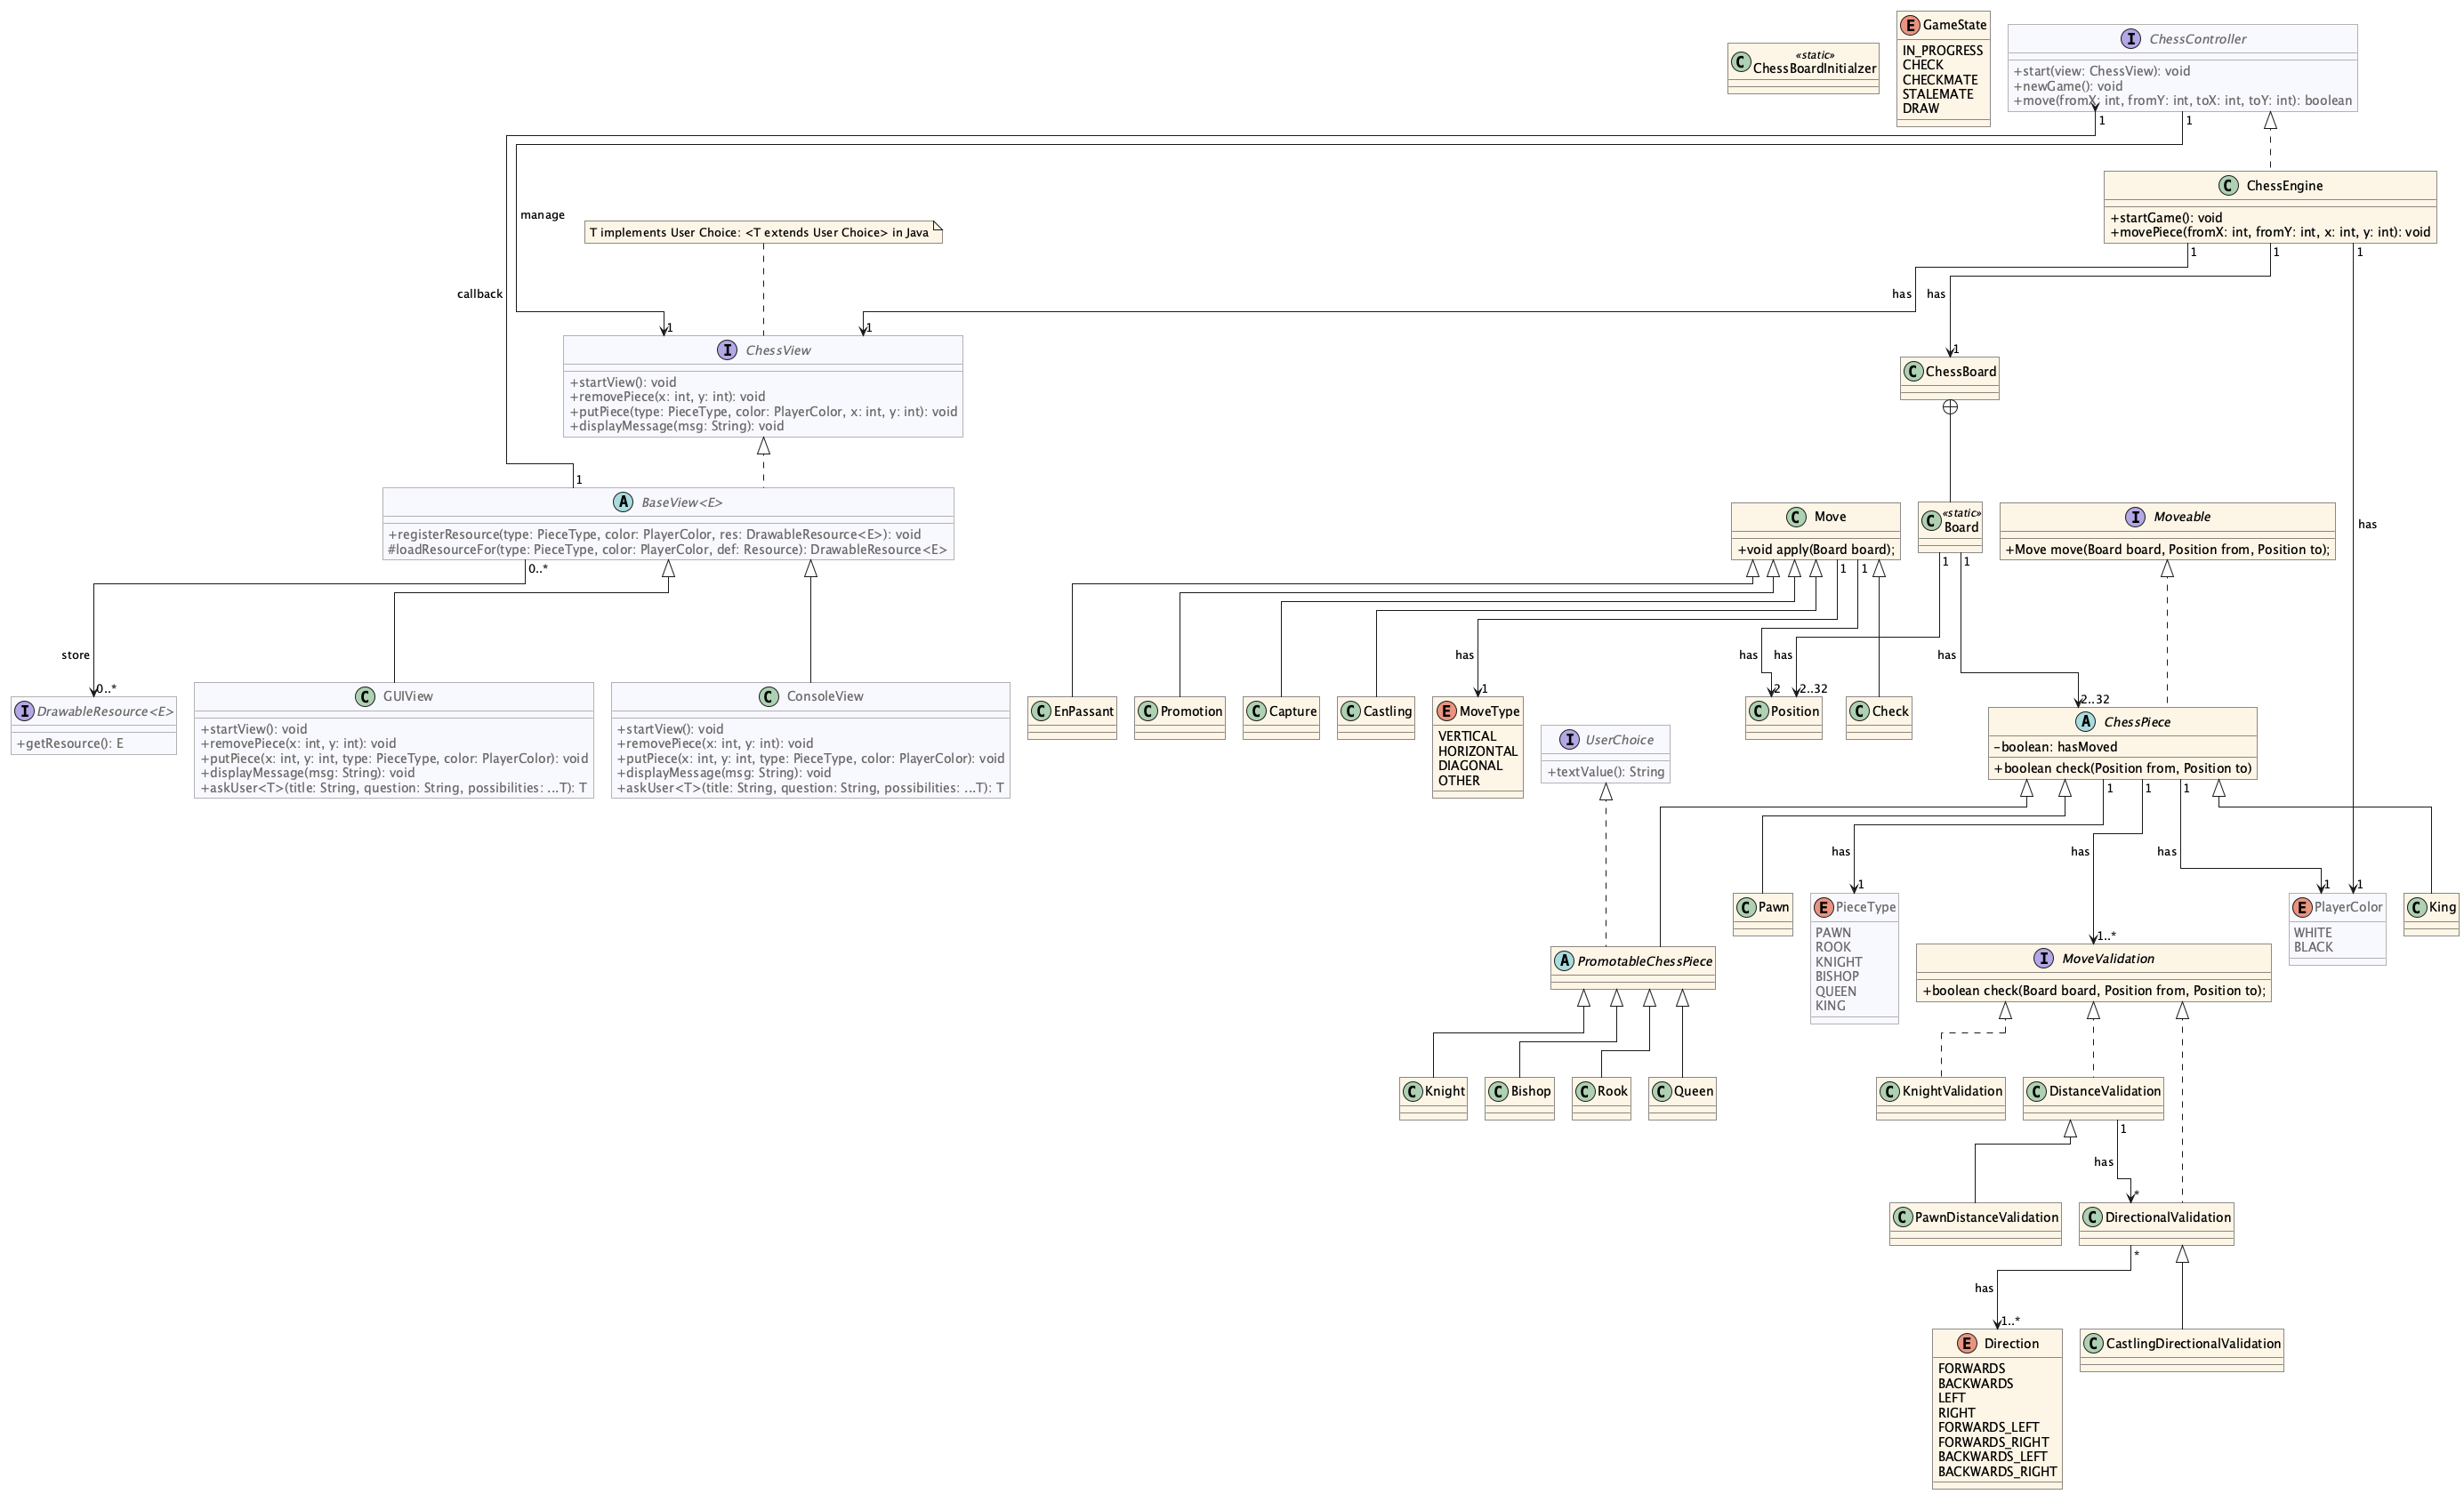 «static»
ChessBoardInitialzer
GameState
IN_PROGRESS
CHECK
CHECKMATE
STALEMATE
DRAW
ChessController
+start(view: ChessView): void
+newGame(): void
+move(fromX: int, fromY: int, toX: int, toY: int): boolean
1
1
ChessEngine
+startGame(): void
+movePiece(fromX: int, fromY: int, x: int, y: int): void
1
1
1
manage
T implements User Choice: <T extends User Choice> in Java
callback
has
has
1
1
1
ChessView
+startView(): void
+removePiece(x: int, y: int): void
+putPiece(type: PieceType, color: PlayerColor, x: int, y: int): void
+displayMessage(msg: String): void
ChessBoard
1
BaseView<E>
+registerResource(type: PieceType, color: PlayerColor, res: DrawableResource<E>): void
#loadResourceFor(type: PieceType, color: PlayerColor, def: Resource): DrawableResource<E>
0..*
Move
+void apply(Board board);
1
1
«static»
Board
1
1
Moveable
+Move move(Board board, Position from, Position to);
has
store
has
has
has
has
0..*
1
2
2..32
2..32
DrawableResource<E>
+getResource(): E
GUIView
+startView(): void
+removePiece(x: int, y: int): void
+putPiece(x: int, y: int, type: PieceType, color: PlayerColor): void
+displayMessage(msg: String): void
+askUser<T>(title: String, question: String, possibilities: ...T): T
ConsoleView
+startView(): void
+removePiece(x: int, y: int): void
+putPiece(x: int, y: int, type: PieceType, color: PlayerColor): void
+displayMessage(msg: String): void
+askUser<T>(title: String, question: String, possibilities: ...T): T
EnPassant
Promotion
Capture
Castling
MoveType
VERTICAL
HORIZONTAL
DIAGONAL
OTHER
UserChoice
+textValue(): String
Position
Check
ChessPiece
−boolean: hasMoved
+boolean check(Position from, Position to)
1
1
1
has
has
has
1
1
1
1..*
Pawn
PieceType
PAWN
ROOK
KNIGHT
BISHOP
QUEEN
KING
PlayerColor
WHITE
BLACK
King
PromotableChessPiece
MoveValidation
+boolean check(Board board, Position from, Position to);
Knight
Bishop
Rook
Queen
KnightValidation
DistanceValidation
1
has
*
PawnDistanceValidation
DirectionalValidation
*
has
1..*
Direction
FORWARDS
BACKWARDS
LEFT
RIGHT
FORWARDS_LEFT
FORWARDS_RIGHT
BACKWARDS_LEFT
BACKWARDS_RIGHT
CastlingDirectionalValidation